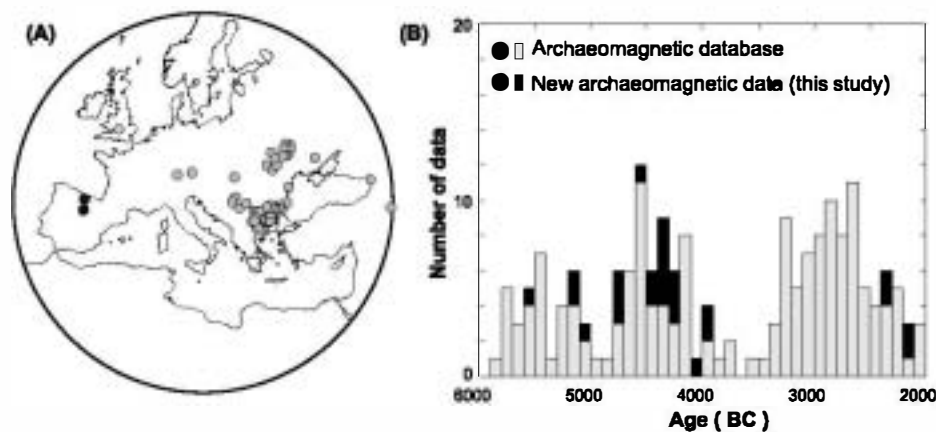 (A)
(B)
20
Archaeomagnetic database
New archaeomagnetic data (this study)
Number of data
10
0
6000 5000 4000 3000 2000
Age ( BC )